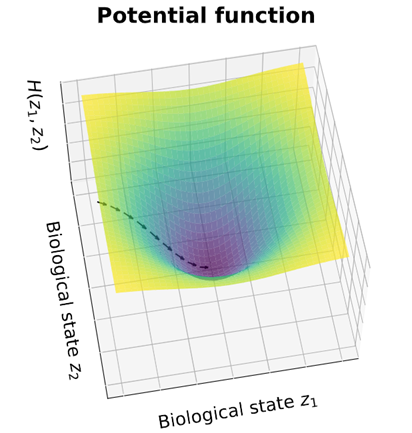 Potential function
H(z₁, z₂)
Biological state z₂
Biological state z₁